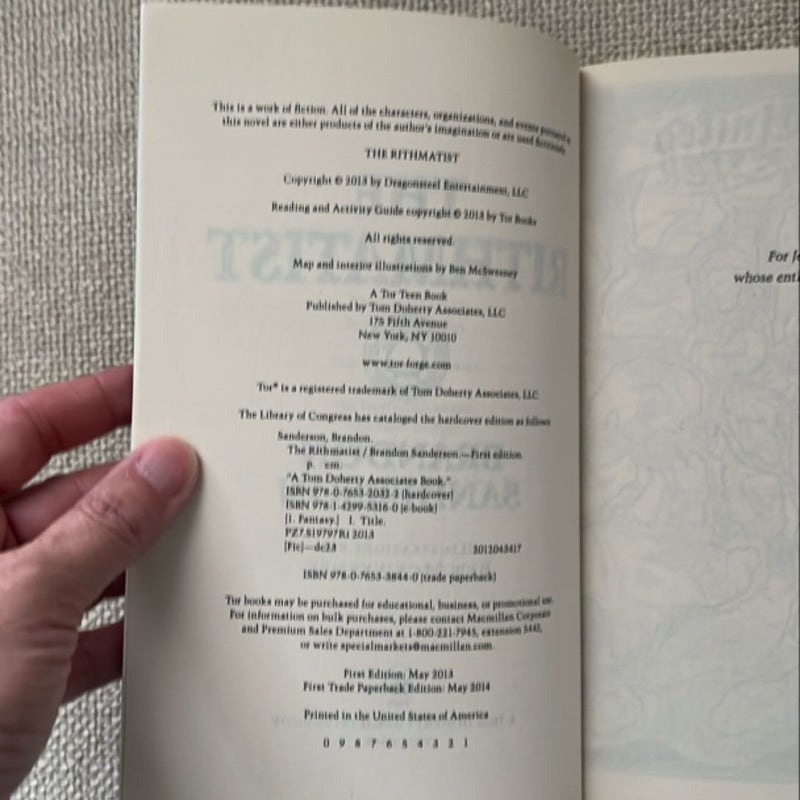 This is a work of fiction. All of the characters, organizations, and events portrayed in
this novel are either products of the author's imagination or are used fictitiously.
THE RITHMATIST
Copyright © 2013 by Dragonsteel Entertainment, LLC
Reading and Activity Guide copyright © 2013 by Tor Books
All rights reserved.
Map and interior illustrations by Ben McSweeney
A Tor Teen Book
Published by Tom Doherty Associates, LLC
175 Fifth Avenue
New York, NY 10010
www.tor-forge.com
Tor® is a registered trademark of Tom Doherty Associates, LLC.
The Library of Congress has cataloged the hardcover edition as follows:
Sanderson, Brandon.
The Rithmatist / Brandon Sanderson.—First edition.
p. cm.
"A Tom Doherty Associates Book."
ISBN 978-0-7653-2032-2 (hardcover)
ISBN 978-1-4299-5316-0 (e-book)
[1. Fantasy.] I. Title.
PZ7.S19797Ri 2013
[Fic]—dc23 2012043417
ISBN 978-0-7653-3844-0 (trade paperback)
Tor books may be purchased for educational, business, or promotional use.
For information on bulk purchases, please contact Macmillan Corporate
and Premium Sales Department at 1-800-221-7945, extension 5442,
or write specialmarkets@macmillan.com.
First Edition: May 2013
First Trade Paperback Edition: May 2014
Printed in the United States of America
0 9 8 7 6 5 4 3 2 1
For
whose